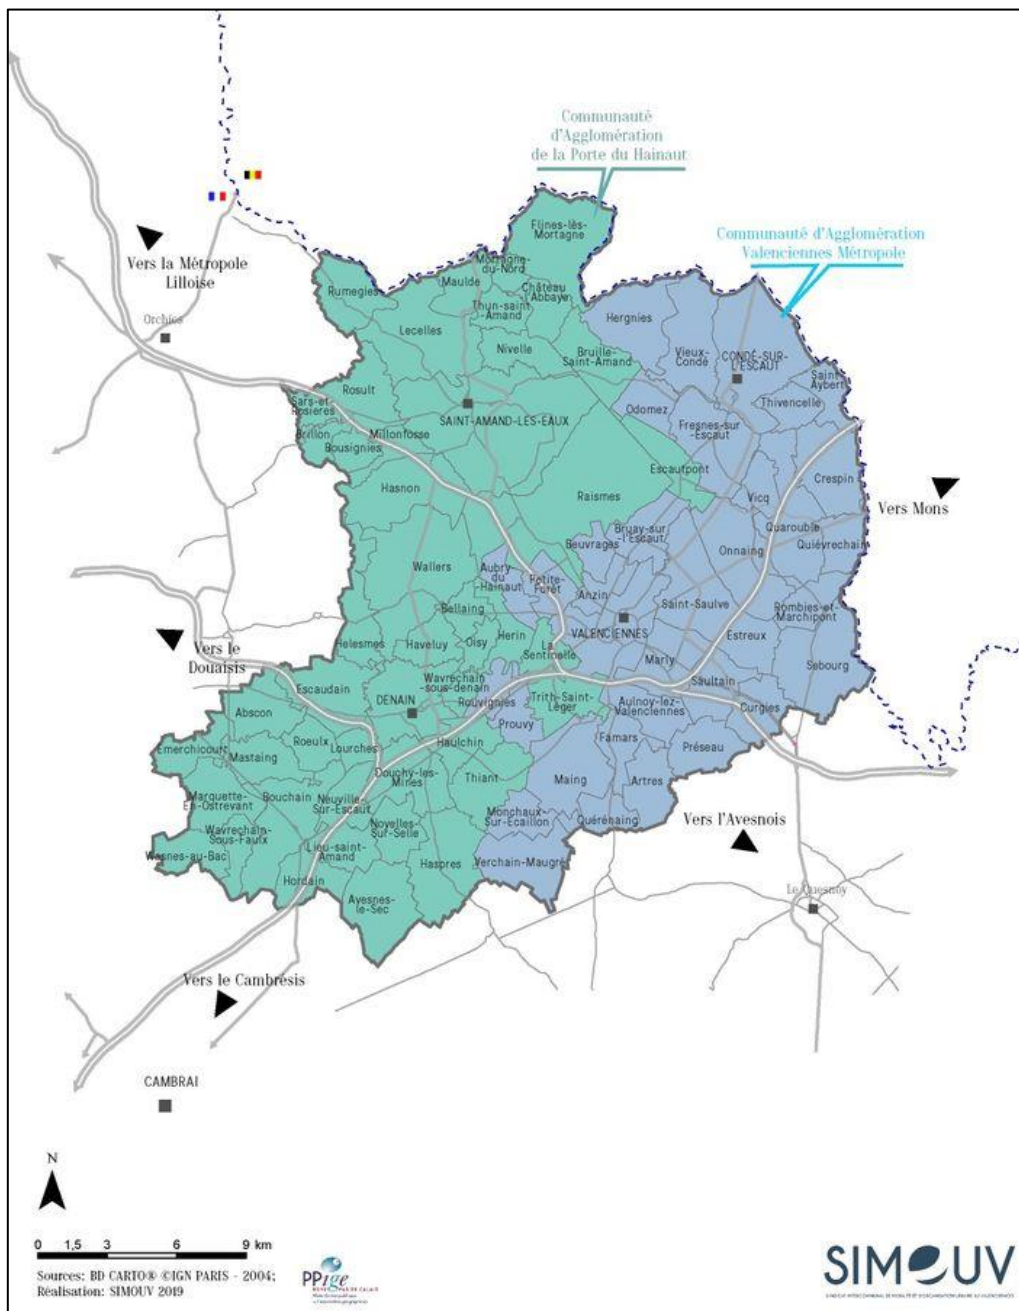 Communauté
d'Agglomération
de la Porte du Hainaut
Communauté d'Agglomération
Valenciennes Métropole
Vers la Métropole
Lilloise
Orchies
Flines-lès-
Mortagne
Mortagne-
du-Nord
Château
l'Abbaye
Maulde
Thun-saint
Amand
Rumegies
Lecelles
Nivelle
Bruille-
Saint-Amand
Hergnies
Vieux-
Condé
CONDÉ-SUR-
L'ESCAUT
Saint-
Aybert
Thivencelle
Rosult
Sars-et-
Rosières
Brillon
Bousignies
Millonfosse
SAINT-AMAND-LES-EAUX
Odomez
Fresnes-sur
-Escaut
Escautpont
Crespin
Hasnon
Raismes
Vicq
Vers Mons
Quarouble
Quiévrechain
Bruay-sur
-l'Escaut
Beuvrages
Onnaing
Wallers
Aubry
du
Hainaut
Petite-
Forêt
Anzin
Saint-Saulve
Rombies-et-
Marchipont
Bellaing
VALENCIENNES
Estreux
Helesmes
Haveluy
Oisy
Herin
La
Sentinelle
Marly
Sebourg
Vers le
Douaisis
Escaudain
Wavrechain
-sous-denain
DENAIN
Rouvignies
Trith-Saint-
Léger
Aulnoy-lez-
Valenciennes
Saultain
Curgies
Abscon
Prouvy
Emerchicourt
Mastaing
Roeulx
Lourches
Haulchin
Famars
Préseau
Douchy-les-
Mines
Thiant
Maing
Artres
Marquette-
En-Ostrevant
Bouchain
Neuville-
Sur-Escaut
Monchaux-
Sur-Ecaillon
Quérénaing
Vers l'Avesnois
Noyelles-
Sur-Selle
Wavrechain-
Sous-Faulx
Wasnes-au-Bac
Lieu-saint-
Amand
Haspres
Verchain-Maugré
Hordain
Avesnes-
le-Sec
Le Quesnoy
Vers le Cambrésis
CAMBRAI
N
0 1,5 3 6 9 km
Sources: BD CARTO® ©IGN PARIS - 2004;
Réalisation: SIMOUV 2019
PPige
SIMOUV